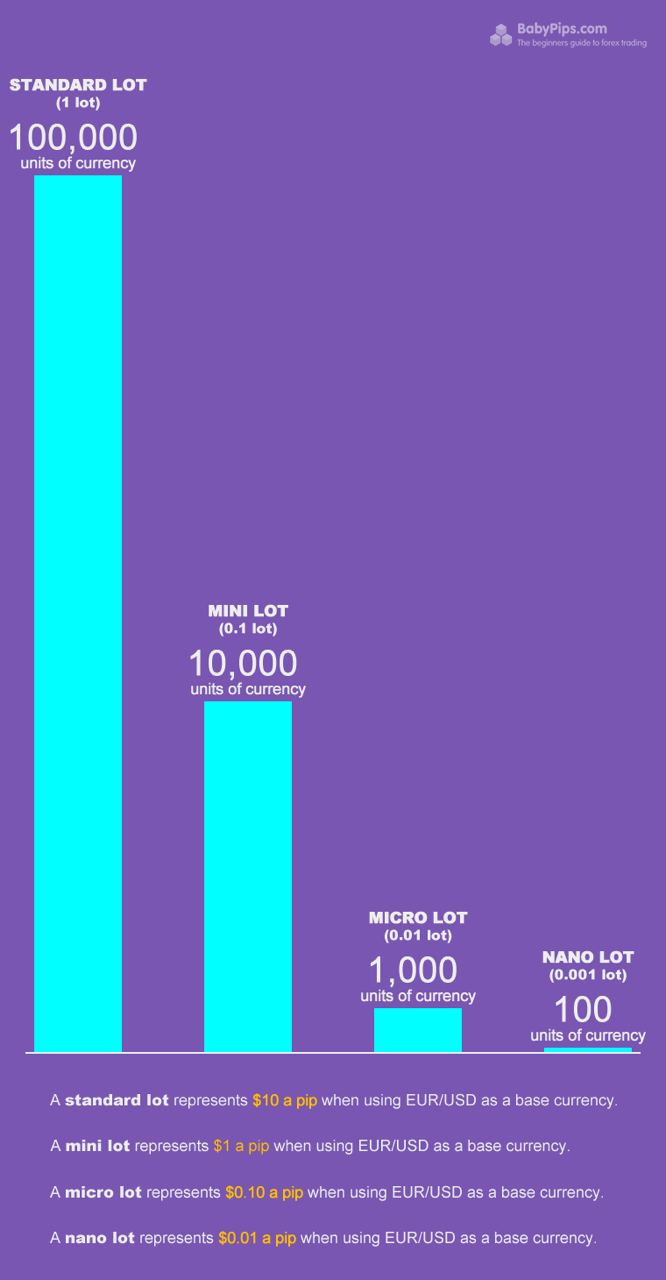 BabyPips.com
The beginners guide to forex trading
STANDARD LOT
(1 lot)
100,000
units of currency
MINI LOT
(0.1 lot)
10,000
units of currency
MICRO LOT
(0.01 lot)
1,000
units of currency
NANO LOT
(0.001 lot)
100
units of currency
A standard lot represents $10 a pip when using EUR/USD as a base currency.
A mini lot represents $1 a pip when using EUR/USD as a base currency.
A micro lot represents $0.10 a pip when using EUR/USD as a base currency.
A nano lot represents $0.01 a pip when using EUR/USD as a base currency.